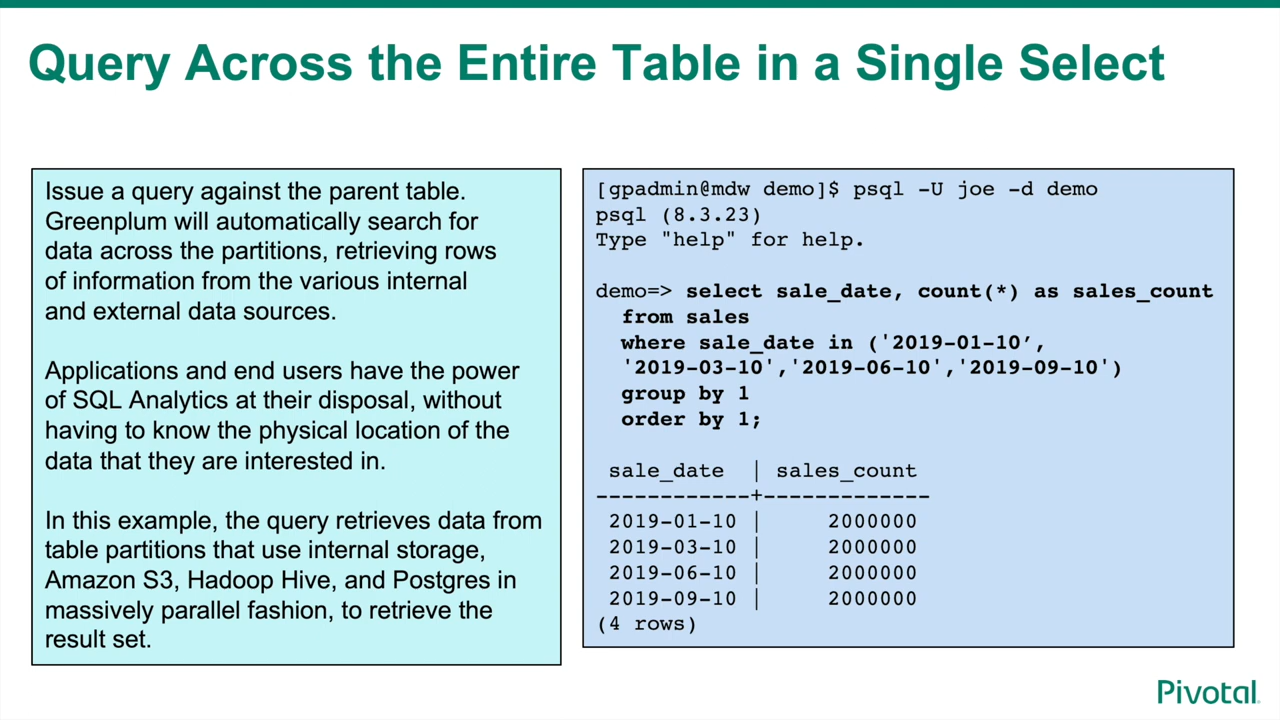 Query Across the Entire Table in a Single Select
Issue a query against the parent table.
Greenplum will automatically search for
data across the partitions, retrieving rows
of information from the various internal
and external data sources.
Applications and end users have the power
of SQL Analytics at their disposal, without
having to know the physical location of the
data that they are interested in.
In this example, the query retrieves data from
table partitions that use internal storage,
Amazon S3, Hadoop Hive, and Postgres in
massively parallel fashion, to retrieve the
result set.
[gpadmin@mdw demo]$ psql -U joe -d demo
psql (8.3.23)
Type "help" for help.
demo=> select sale_date, count(*) as sales_count
from sales
where sale_date in ('2019-01-10’,
'2019-03-10','2019-06-10','2019-09-10')
group by 1
order by 1;
sale_date | sales_count
------------+-------------
2019-01-10 | 2000000
2019-03-10 | 2000000
2019-06-10 | 2000000
2019-09-10 | 2000000
(4 rows)
Pivotal